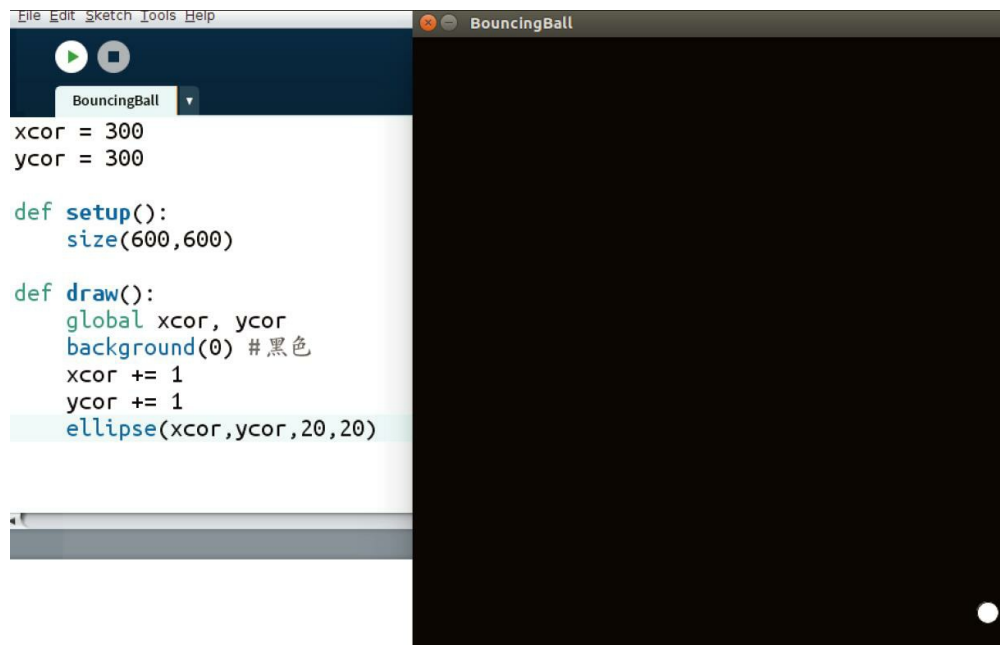 File Edit Sketch Tools Help
BouncingBall
BouncingBall
xcor = 300
ycor = 300
def setup():
    size(600,600)
def draw():
    global xcor, ycor
    background(0) #黑色
    xcor += 1
    ycor += 1
    ellipse(xcor,ycor,20,20)